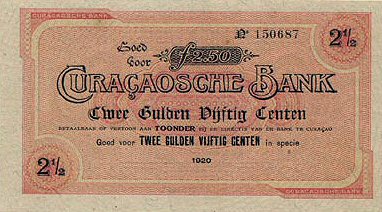 Nº 150687
2½
Goed
voor
ƒ2.50
CURAÇAOSCHE BANK
Twee Gulden Vijftig Centen
BETAALBAAR OP VERTOON AAN TOONDER BIJ DE DIRECTIE VAN DE BANK TE CURAÇAO
Goed voor TWEE GULDEN VIJFTIG CENTEN in specie
1920
2½
CURAÇAOSCHE BANK